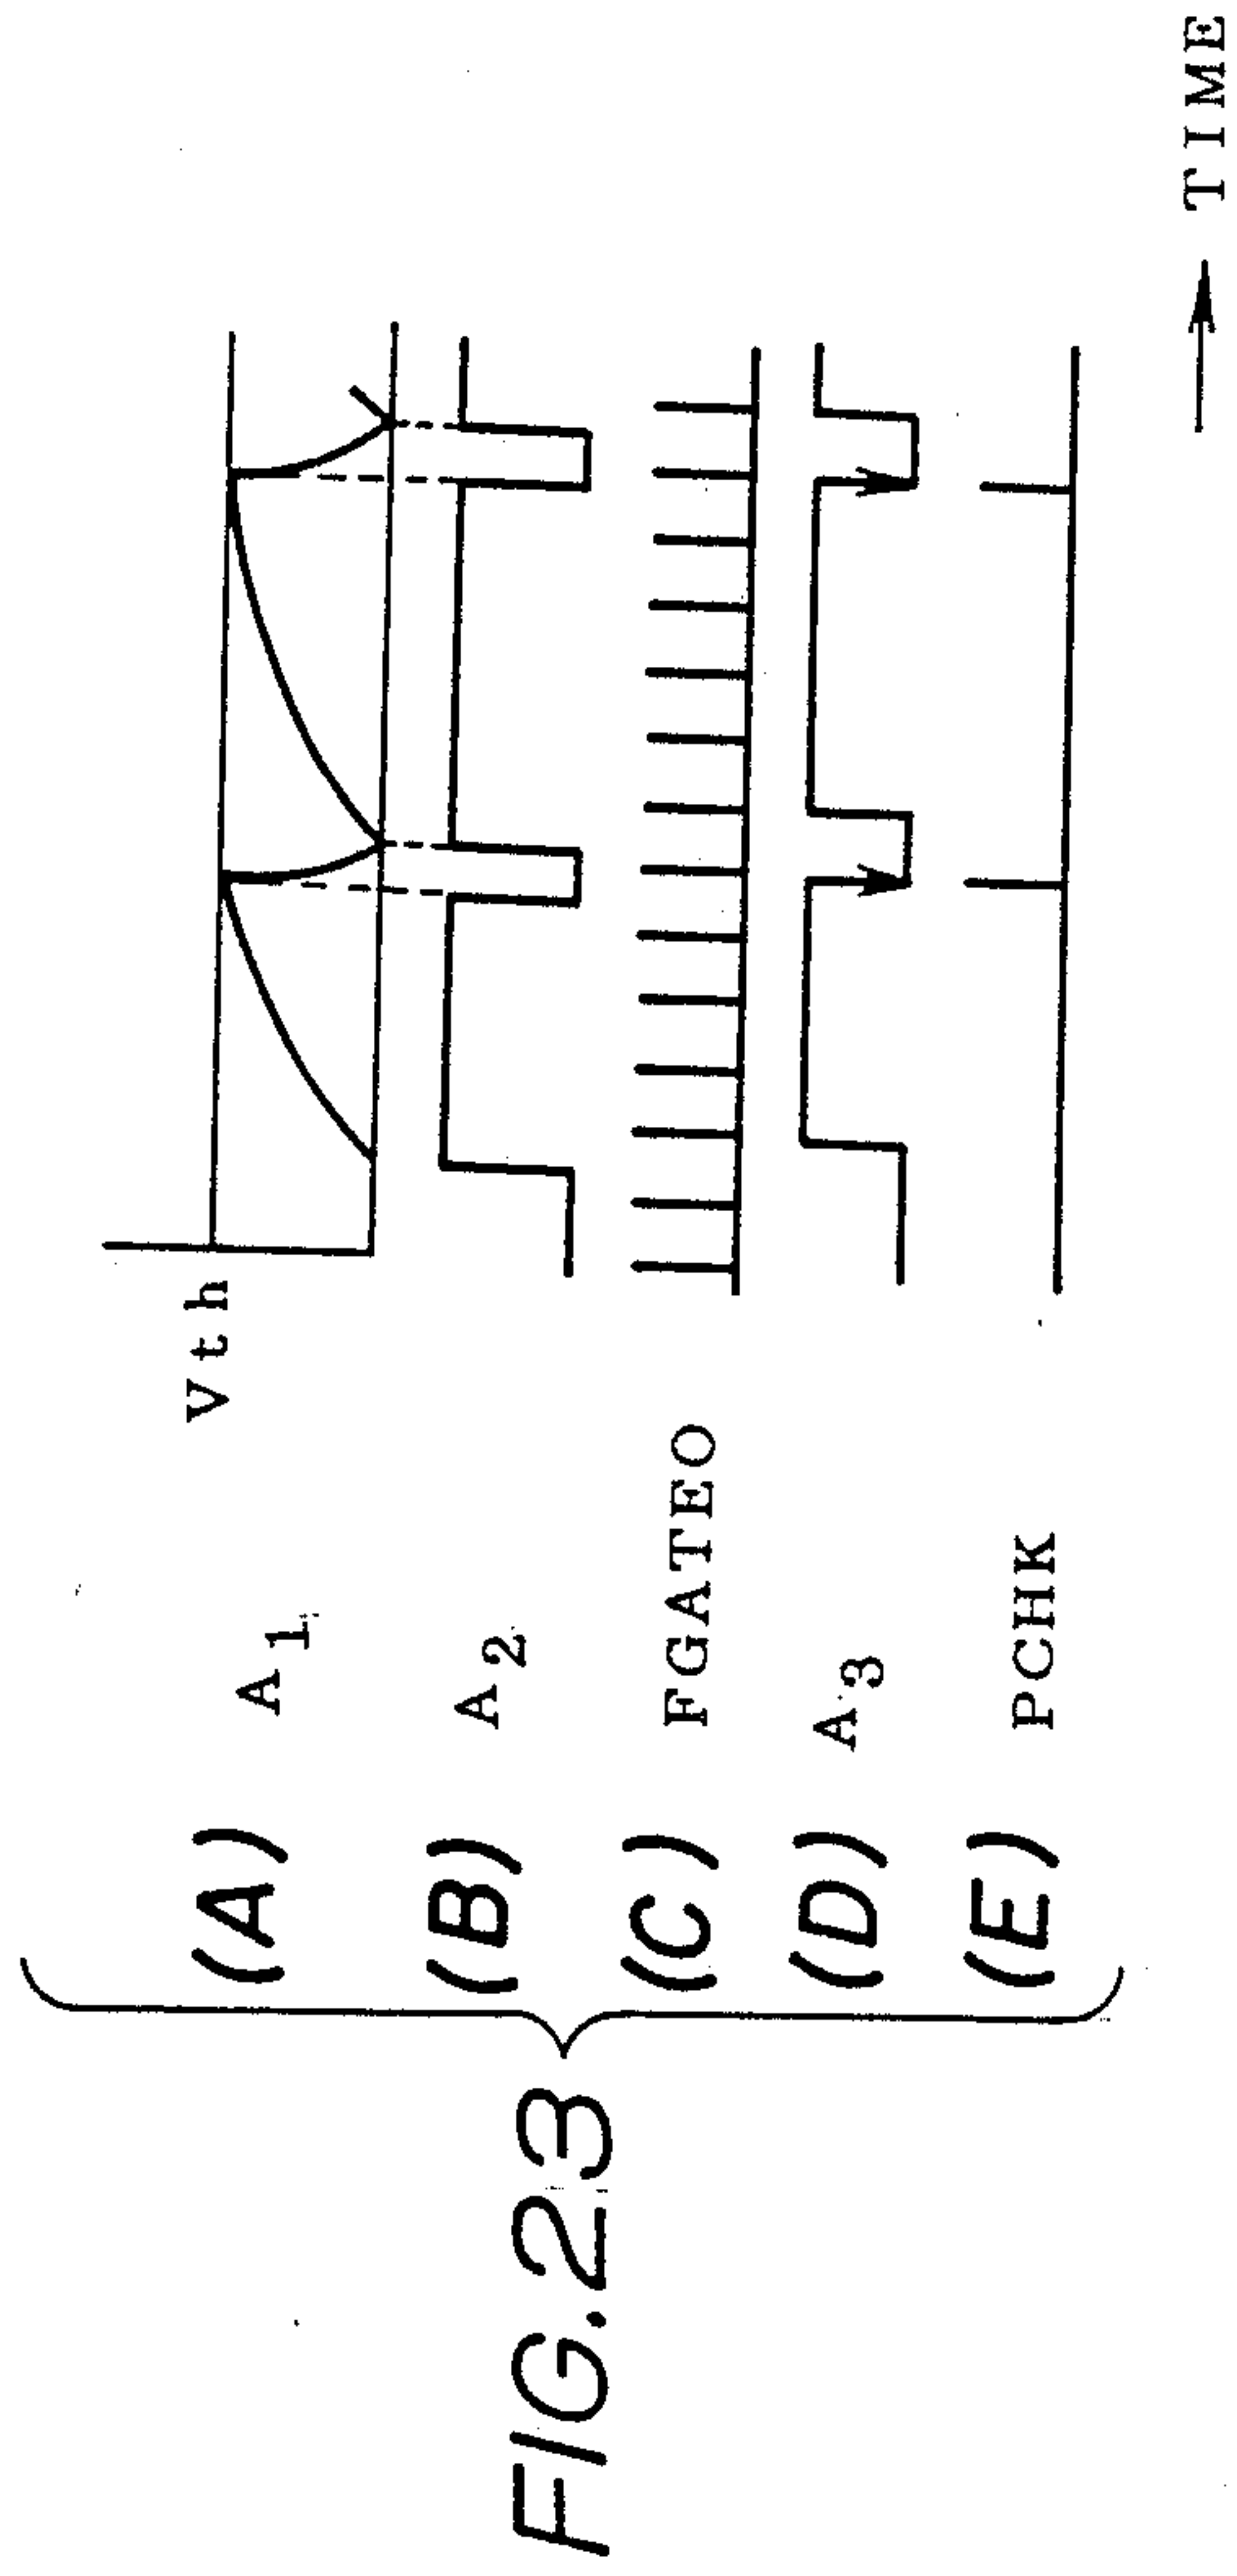 FIG. 23
(A) A1 Vth
(B) A2
(C) FGATEO
(D) A3
(E) PCHK
TIME